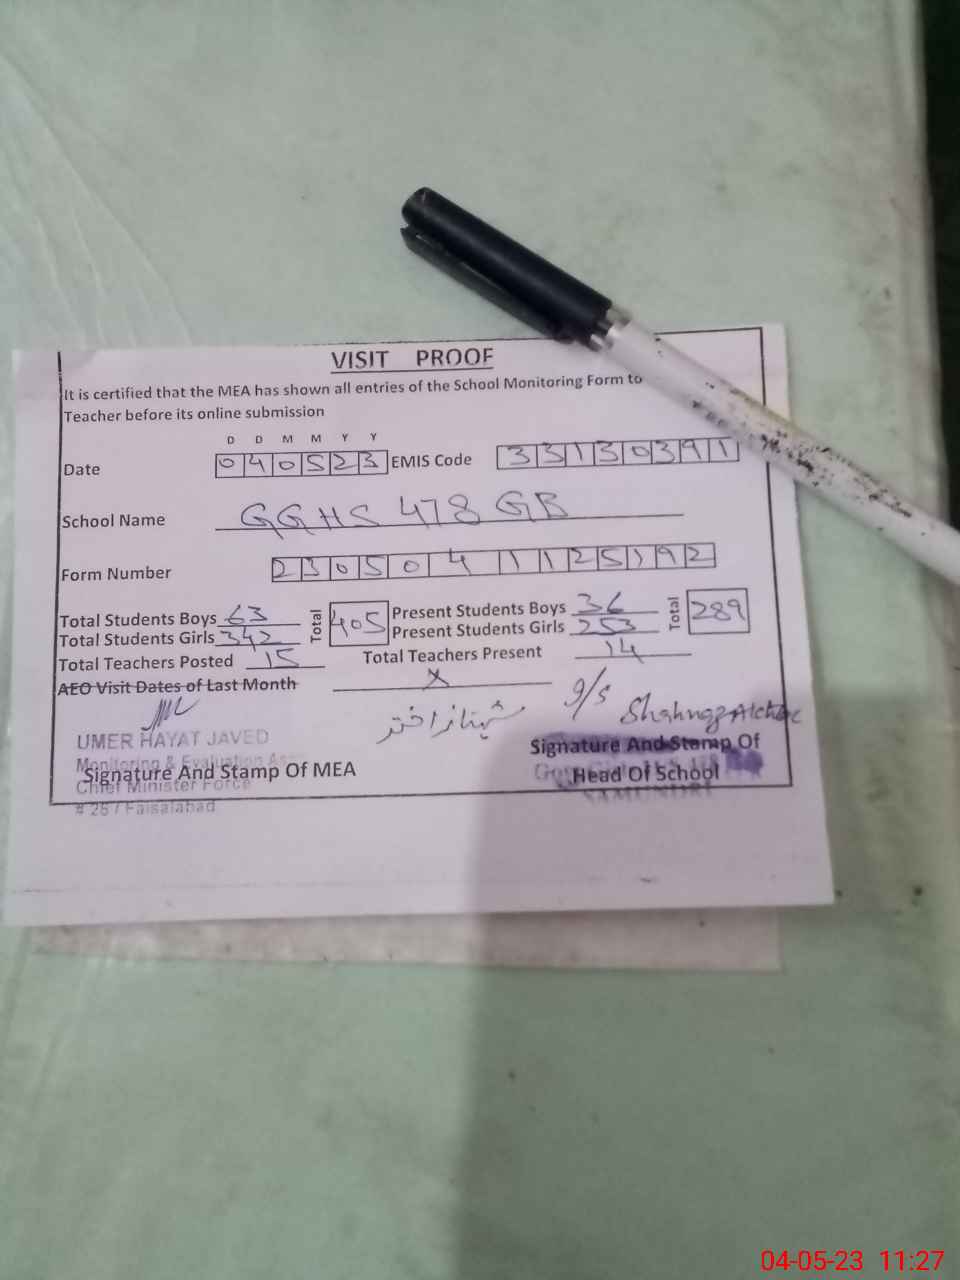 VISIT PROOF
It is certified that the MEA has shown all entries of the School Monitoring Form to
Teacher before its online submission
D D M M Y Y
Date 040523 EMIS Code 33130391
School Name GGHS 478 GB
Form Number 2305041125192
Total Students Boys 63 Total 405 Present Students Boys 36 Total 289
Total Students Girls 342 Present Students Girls 253
Total Teachers Posted 15 Total Teachers Present 14
AEO Visit Dates of Last Month X
شہناز اختر I/S Shahnaz Akhtar
UMER HAYAT JAVED
Monitoring & Evaluation
Signature And Stamp Of MEA
Chief Minister Force
# 267 Faisalabad
Signature And Stamp Of
Head Of School
SAMUNDRI
04-05-23 11:27